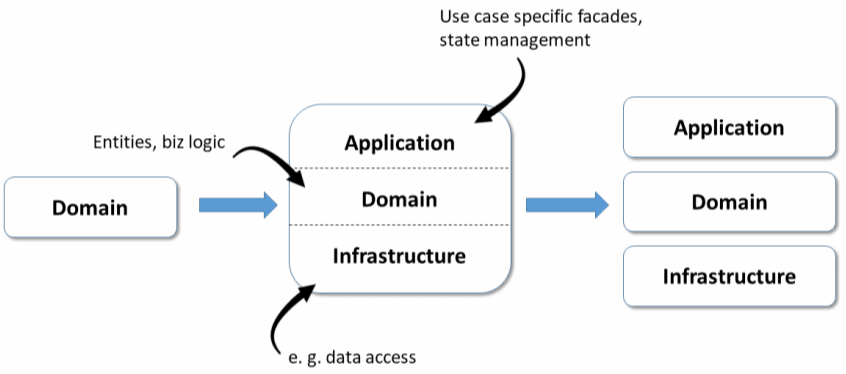 Use case specific facades,
state management
Entities, biz logic
Domain
Application
Domain
Infrastructure
e. g. data access
Application
Domain
Infrastructure